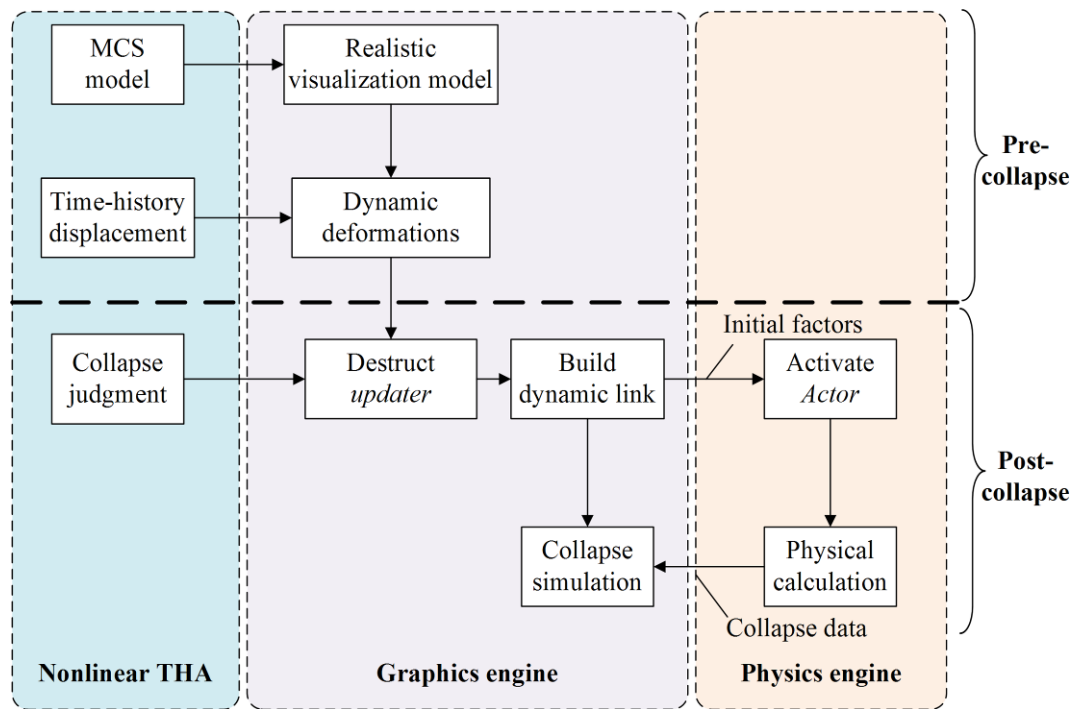 MCS
model
Realistic
visualization model
Pre-
collapse
Time-history
displacement
Dynamic
deformations
Initial factors
Collapse
judgment
Destruct
updater
Build
dynamic link
Activate
Actor
Post-
collapse
Collapse
simulation
Physical
calculation
Collapse data
Nonlinear THA
Graphics engine
Physics engine